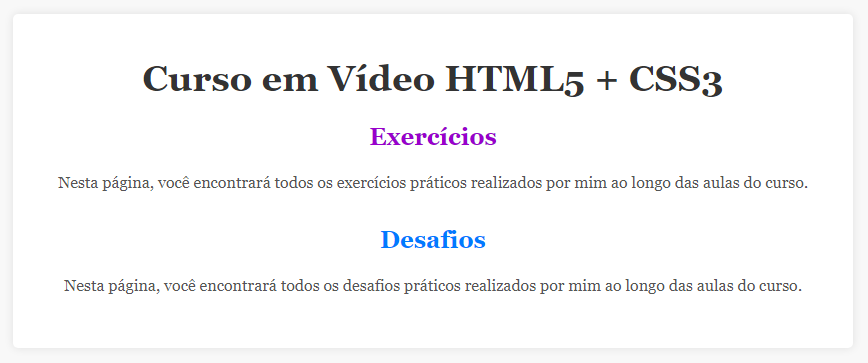 Curso em Vídeo HTML5 + CSS3
Exercícios
Nesta página, você encontrará todos os exercícios práticos realizados por mim ao longo das aulas do curso.
Desafios
Nesta página, você encontrará todos os desafios práticos realizados por mim ao longo das aulas do curso.